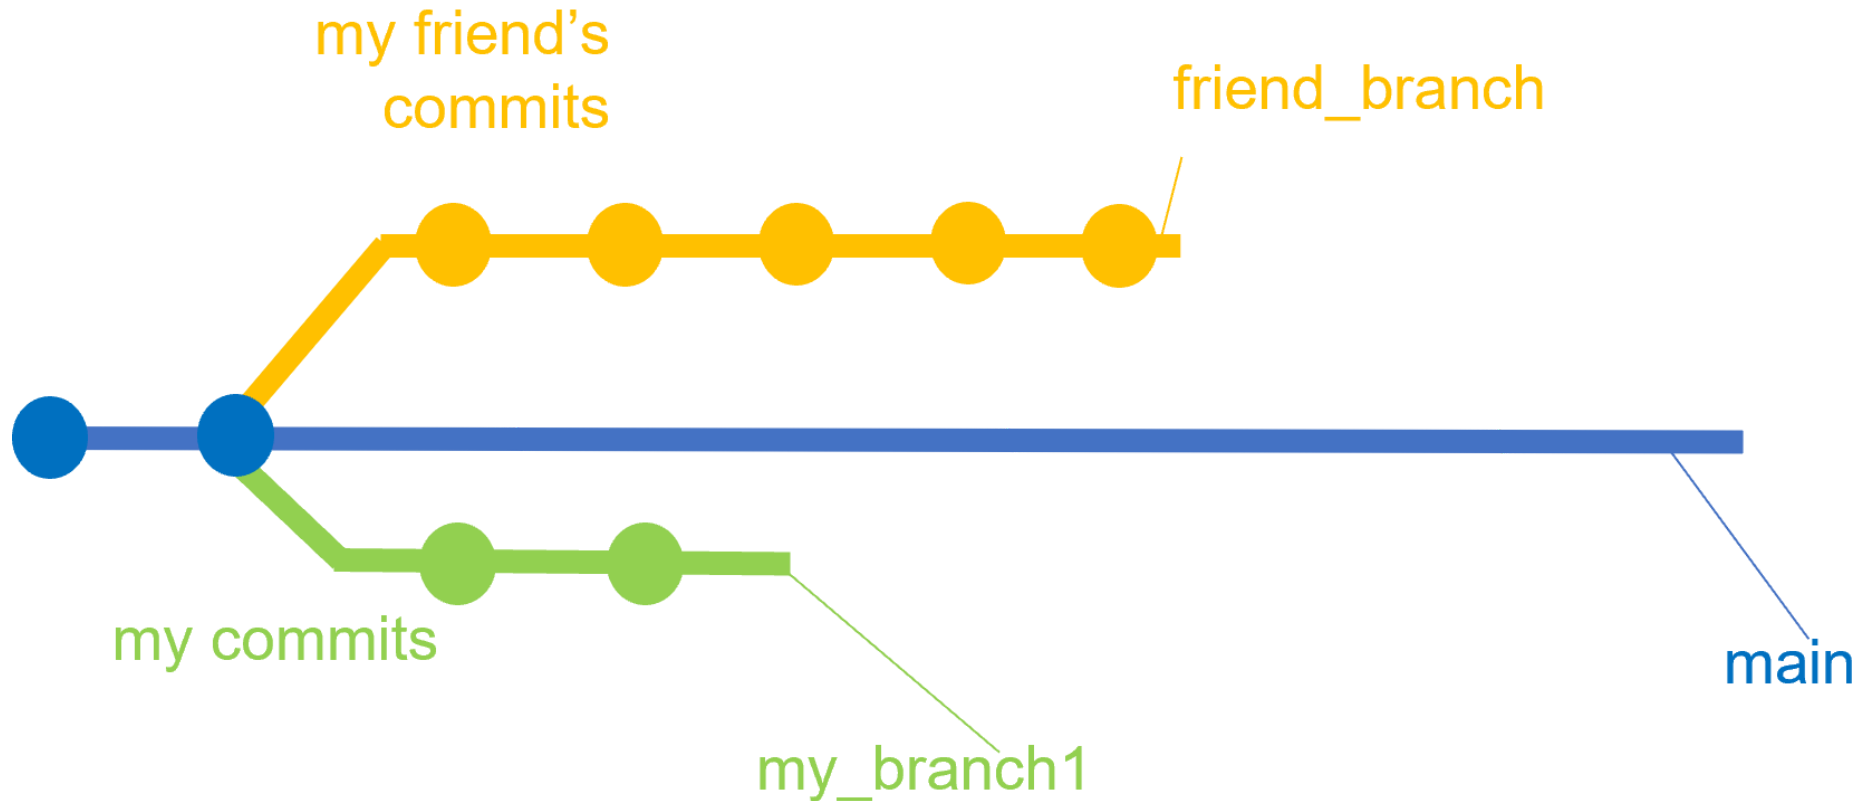 my friend’s
commits
friend_branch
my commits
main
my_branch1